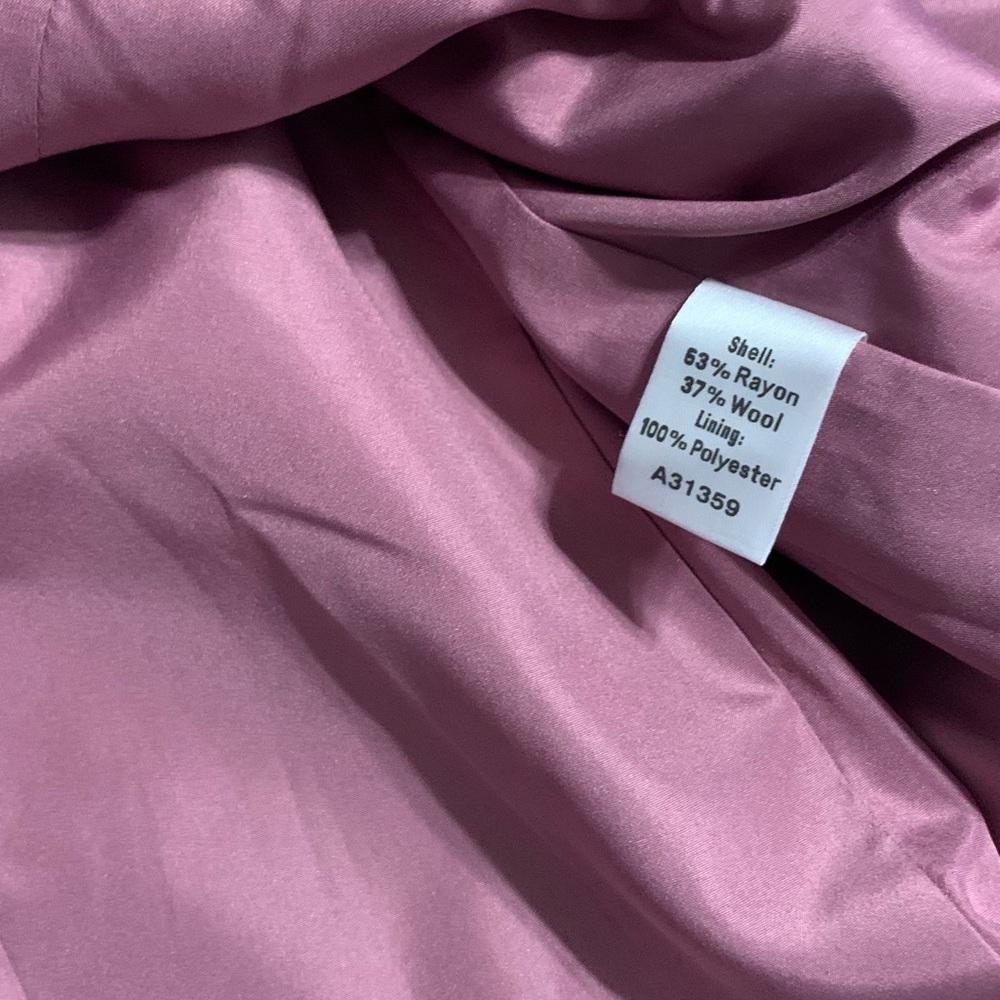 Shell:
63% Rayon
37% Wool
Lining:
100% Polyester
A31359